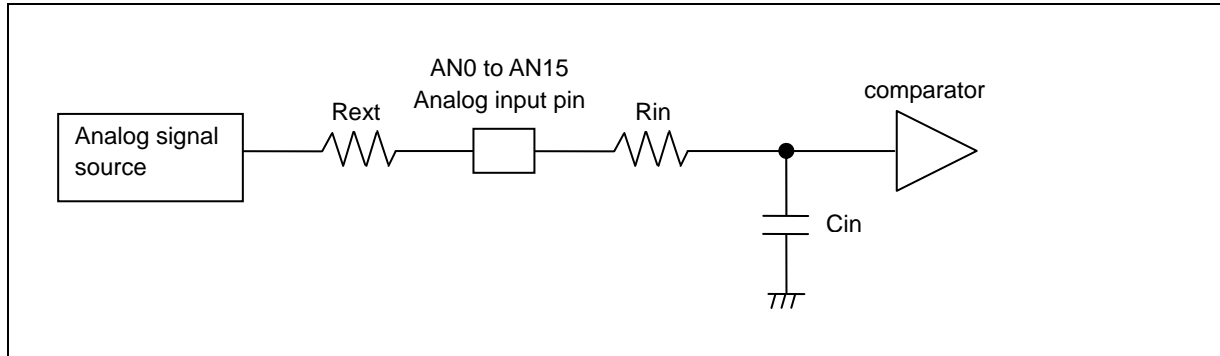 AN0 to AN15
Analog input pin
comparator
Rext
Rin
Analog signal
source
Cin